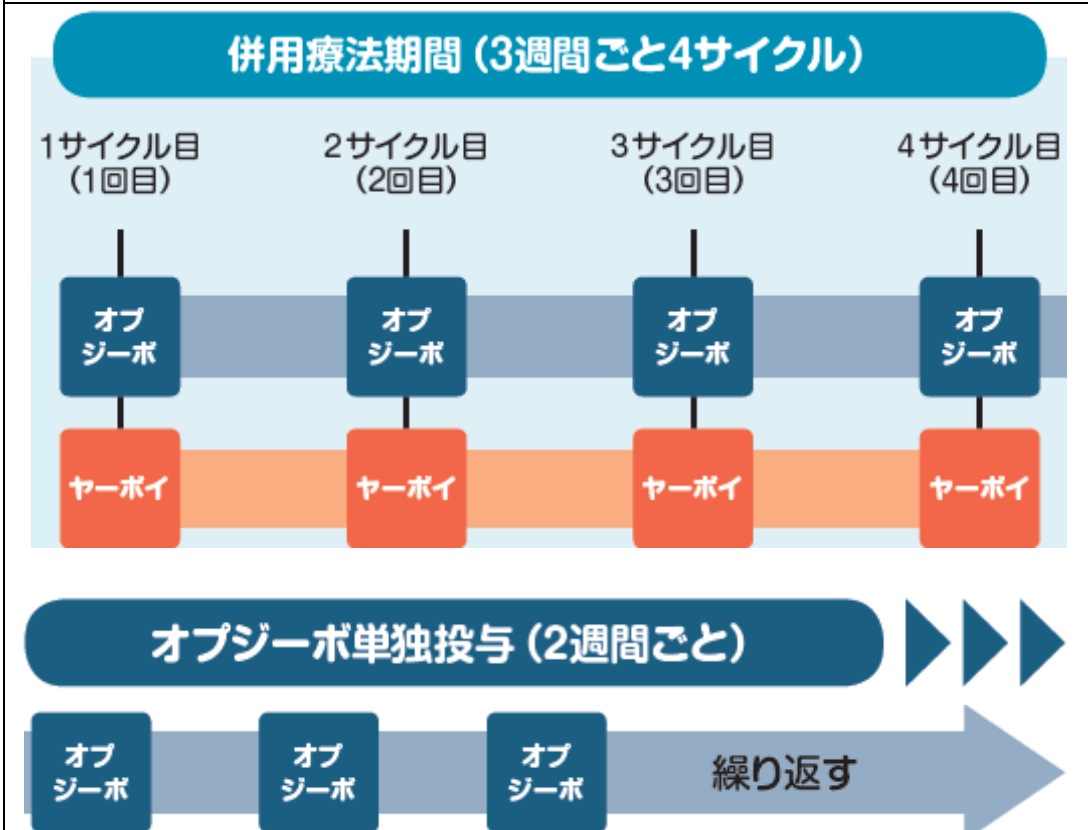 併用療法期間（3週間ごと4サイクル）
1サイクル目
（1回目）
2サイクル目
（2回目）
3サイクル目
（3回目）
4サイクル目
（4回目）
オプ
ジーボ
オプ
ジーボ
オプ
ジーボ
オプ
ジーボ
ヤーボイ
ヤーボイ
ヤーボイ
ヤーボイ
オプジーボ単独投与（2週間ごと）
オプ
ジーボ
オプ
ジーボ
オプ
ジーボ
繰り返す